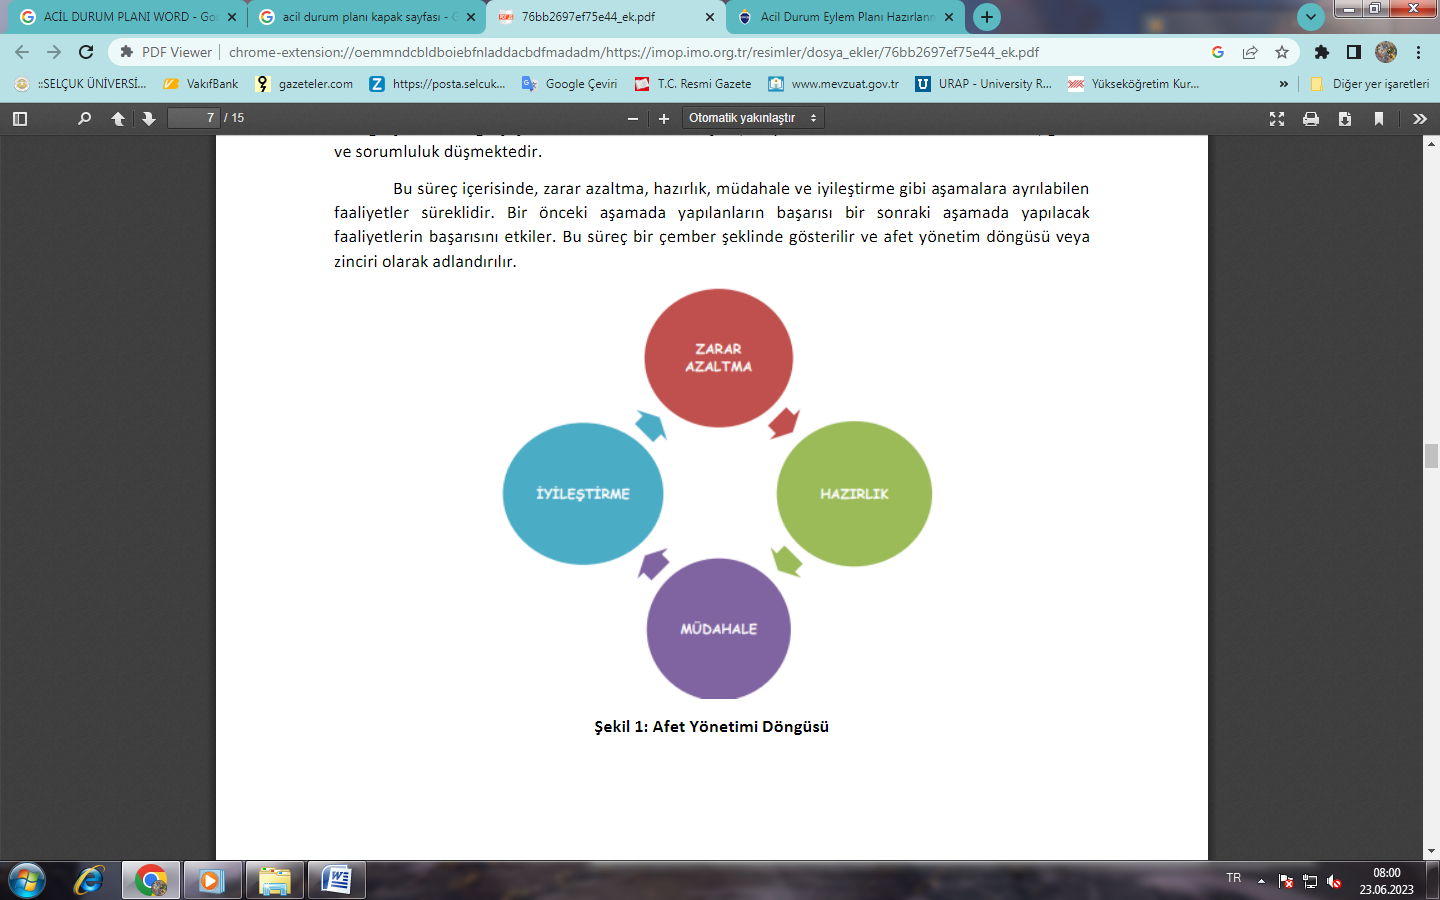 ACİL DURUM PLANI WORD - Goo
acil durum planı kapak sayfası - G
76bb2697ef75e44_ek.pdf
Acil Durum Eylem Planı Hazırlanm
PDF Viewer
chrome-extension://oemmndcbldboiebfnladdacbdfmadadm/https://imop.imo.org.tr/resimler/dosya_ekler/76bb2697ef75e44_ek.pdf
::SELÇUK ÜNİVERSİ...
VakıfBank
gazeteler.com
https://posta.selcuk...
Google Çeviri
T.C. Resmi Gazete
www.mevzuat.gov.tr
URAP - University R...
Yükseköğretim Kur...
»
Diğer yer işaretleri
7 / 15
Otomatik yakınlaştır
ve sorumluluk düşmektedir.
Bu süreç içerisinde, zarar azaltma, hazırlık, müdahale ve iyileştirme gibi aşamalara ayrılabilen
faaliyetler süreklidir. Bir önceki aşamada yapılanların başarısı bir sonraki aşamada yapılacak
faaliyetlerin başarısını etkiler. Bu süreç bir çember şeklinde gösterilir ve afet yönetim döngüsü veya
zinciri olarak adlandırılır.
ZARAR
AZALTMA
İYİLEŞTİRME
HAZIRLIK
MÜDAHALE
Şekil 1: Afet Yönetimi Döngüsü
TR
08:00
23.06.2023